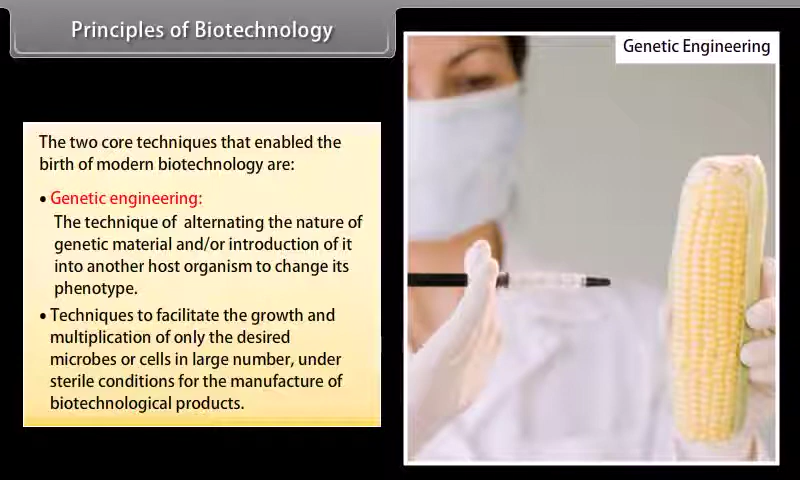 Principles of Biotechnology
Genetic Engineering
The two core techniques that enabled the
birth of modern biotechnology are:
• Genetic engineering:
The technique of alternating the nature of
genetic material and/or introduction of it
into another host organism to change its
phenotype.
• Techniques to facilitate the growth and
multiplication of only the desired
microbes or cells in large number, under
sterile conditions for the manufacture of
biotechnological products.